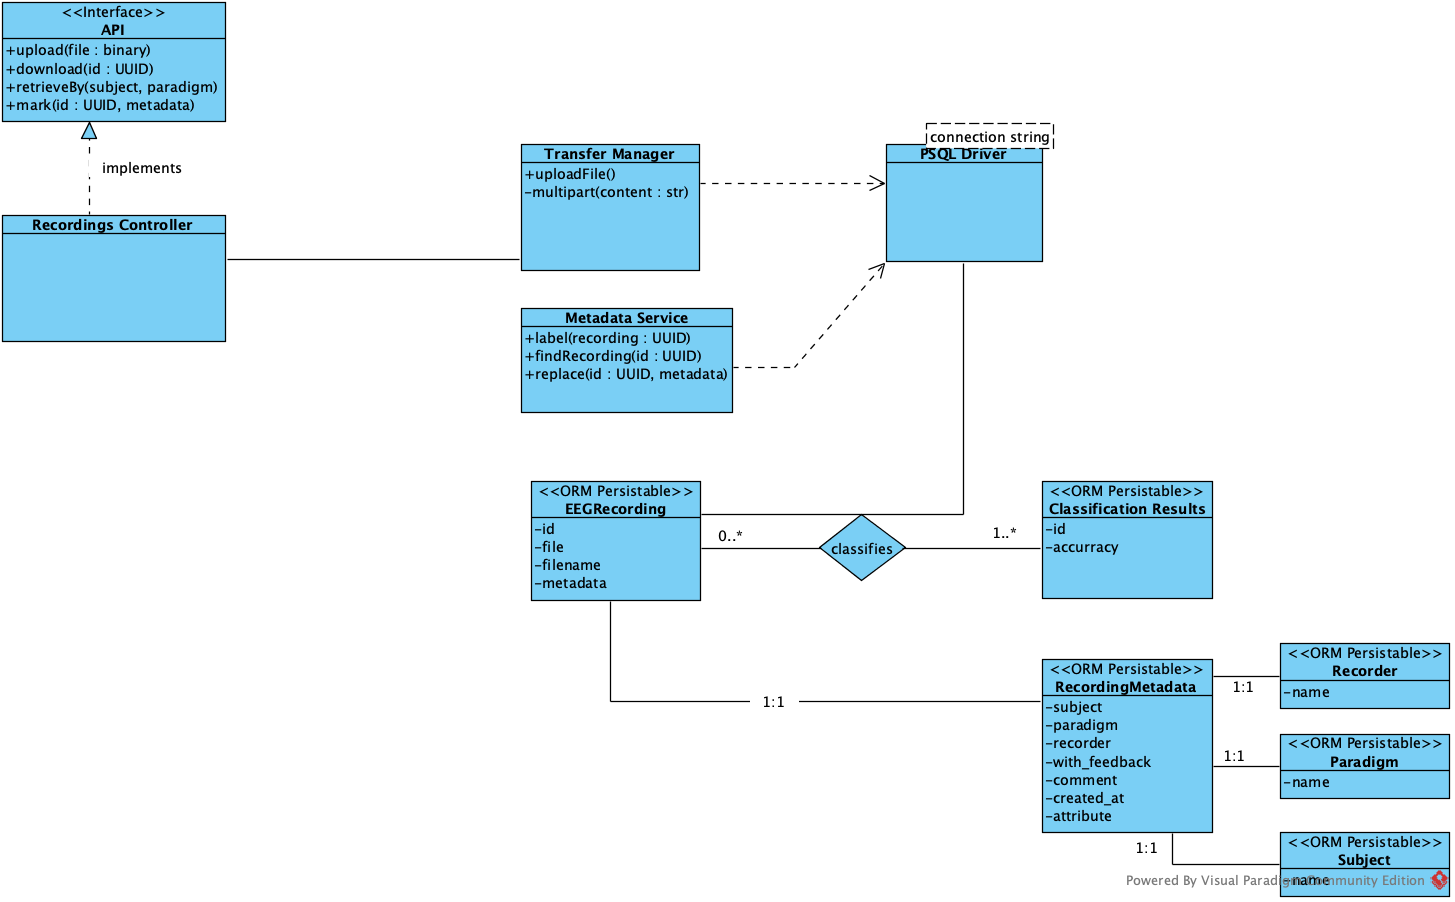 <<Interface>>
API
+upload(file : binary)
+download(id : UUID)
+retrieveBy(subject, paradigm)
+mark(id : UUID, metadata)
implements
Recordings Controller
Transfer Manager
+uploadFile()
-multipart(content : str)
connection string
PSQL Driver
Metadata Service
+label(recording : UUID)
+findRecording(id : UUID)
+replace(id : UUID, metadata)
<<ORM Persistable>>
EEGRecording
-id
-file
-filename
-metadata
0..*
classifies
1..*
<<ORM Persistable>>
Classification Results
-id
-accurracy
1:1
<<ORM Persistable>>
RecordingMetadata
-subject
-paradigm
-recorder
-with_feedback
-comment
-created_at
-attribute
1:1
<<ORM Persistable>>
Recorder
-name
1:1
<<ORM Persistable>>
Paradigm
-name
1:1
<<ORM Persistable>>
Subject
-name
Powered By Visual Paradigm Community Edition